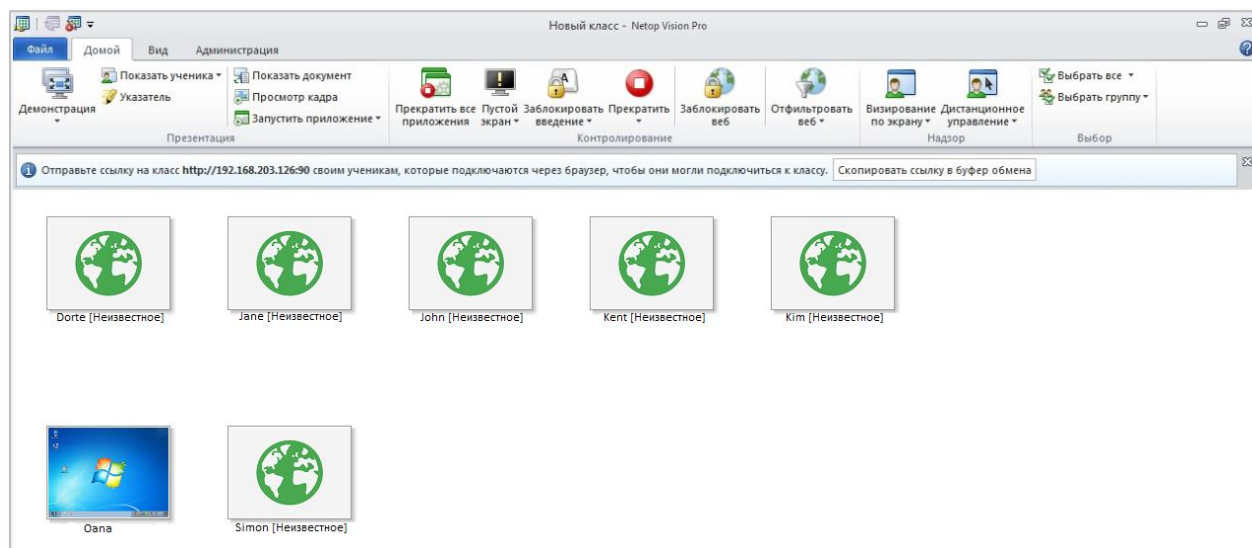 Новый класс - Netop Vision Pro
Файл Домой Вид Администрация
Демонстрация
Показать ученика
Указатель
Показать документ
Просмотр кадра
Запустить приложение
Презентация
Прекратить все приложения
Пустой экран
Заблокировать введение
Прекратить
Заблокировать веб
Отфильтровать веб
Контролирование
Визирование по экрану
Дистанционное управление
Надзор
Выбрать все
Выбрать группу
Выбор
Отправьте ссылку на класс http://192.168.203.126:90 своим ученикам, которые подключаются через браузер, чтобы они могли подключиться к классу. Скопировать ссылку в буфер обмена
Dorte [Неизвестное] Jane [Неизвестное] John [Неизвестное] Kent [Неизвестное] Kim [Неизвестное]
Oana Simon [Неизвестное]